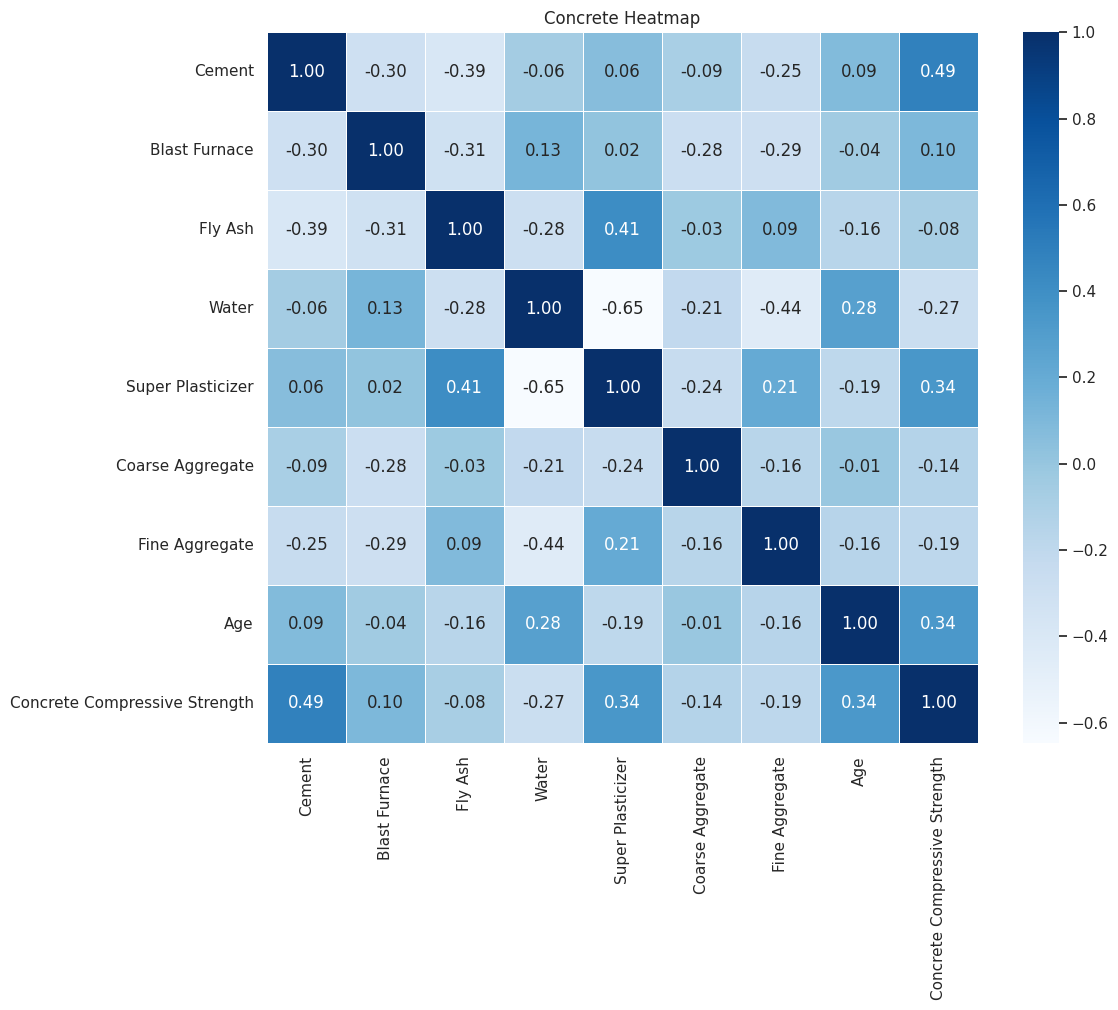 Concrete Heatmap
Cement 1.00 -0.30 -0.39 -0.06 0.06 -0.09 -0.25 0.09 0.49
Blast Furnace -0.30 1.00 -0.31 0.13 0.02 -0.28 -0.29 -0.04 0.10
Fly Ash -0.39 -0.31 1.00 -0.28 0.41 -0.03 0.09 -0.16 -0.08
Water -0.06 0.13 -0.28 1.00 -0.65 -0.21 -0.44 0.28 -0.27
Super Plasticizer 0.06 0.02 0.41 -0.65 1.00 -0.24 0.21 -0.19 0.34
Coarse Aggregate -0.09 -0.28 -0.03 -0.21 -0.24 1.00 -0.16 -0.01 -0.14
Fine Aggregate -0.25 -0.29 0.09 -0.44 0.21 -0.16 1.00 -0.16 -0.19
Age 0.09 -0.04 -0.16 0.28 -0.19 -0.01 -0.16 1.00 0.34
Concrete Compressive Strength 0.49 0.10 -0.08 -0.27 0.34 -0.14 -0.19 0.34 1.00
Cement
Blast Furnace
Fly Ash
Water
Super Plasticizer
Coarse Aggregate
Fine Aggregate
Age
Concrete Compressive Strength
1.0
0.8
0.6
0.4
0.2
0.0
−0.2
−0.4
−0.6